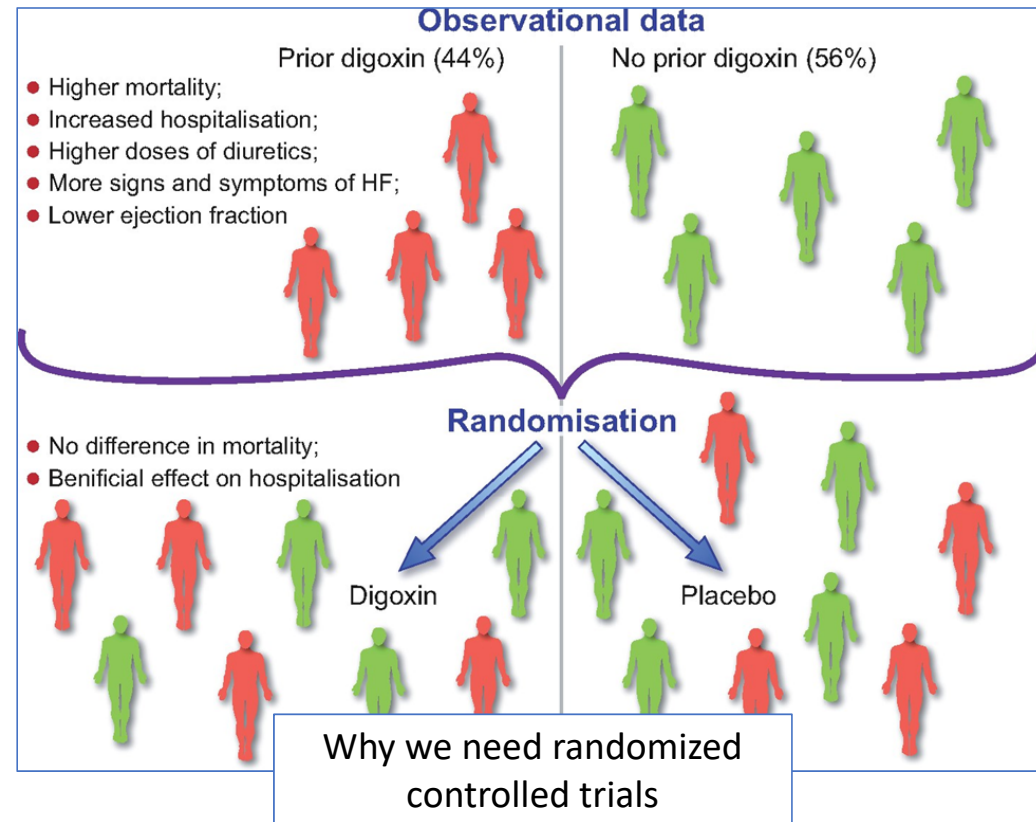 Observational data
Prior digoxin (44%)
No prior digoxin (56%)
● Higher mortality;
● Increased hospitalisation;
● Higher doses of diuretics;
● More signs and symptoms of HF;
● Lower ejection fraction
Randomisation
● No difference in mortality;
● Benificial effect on hospitalisation
Digoxin
Placebo
Why we need randomized
controlled trials